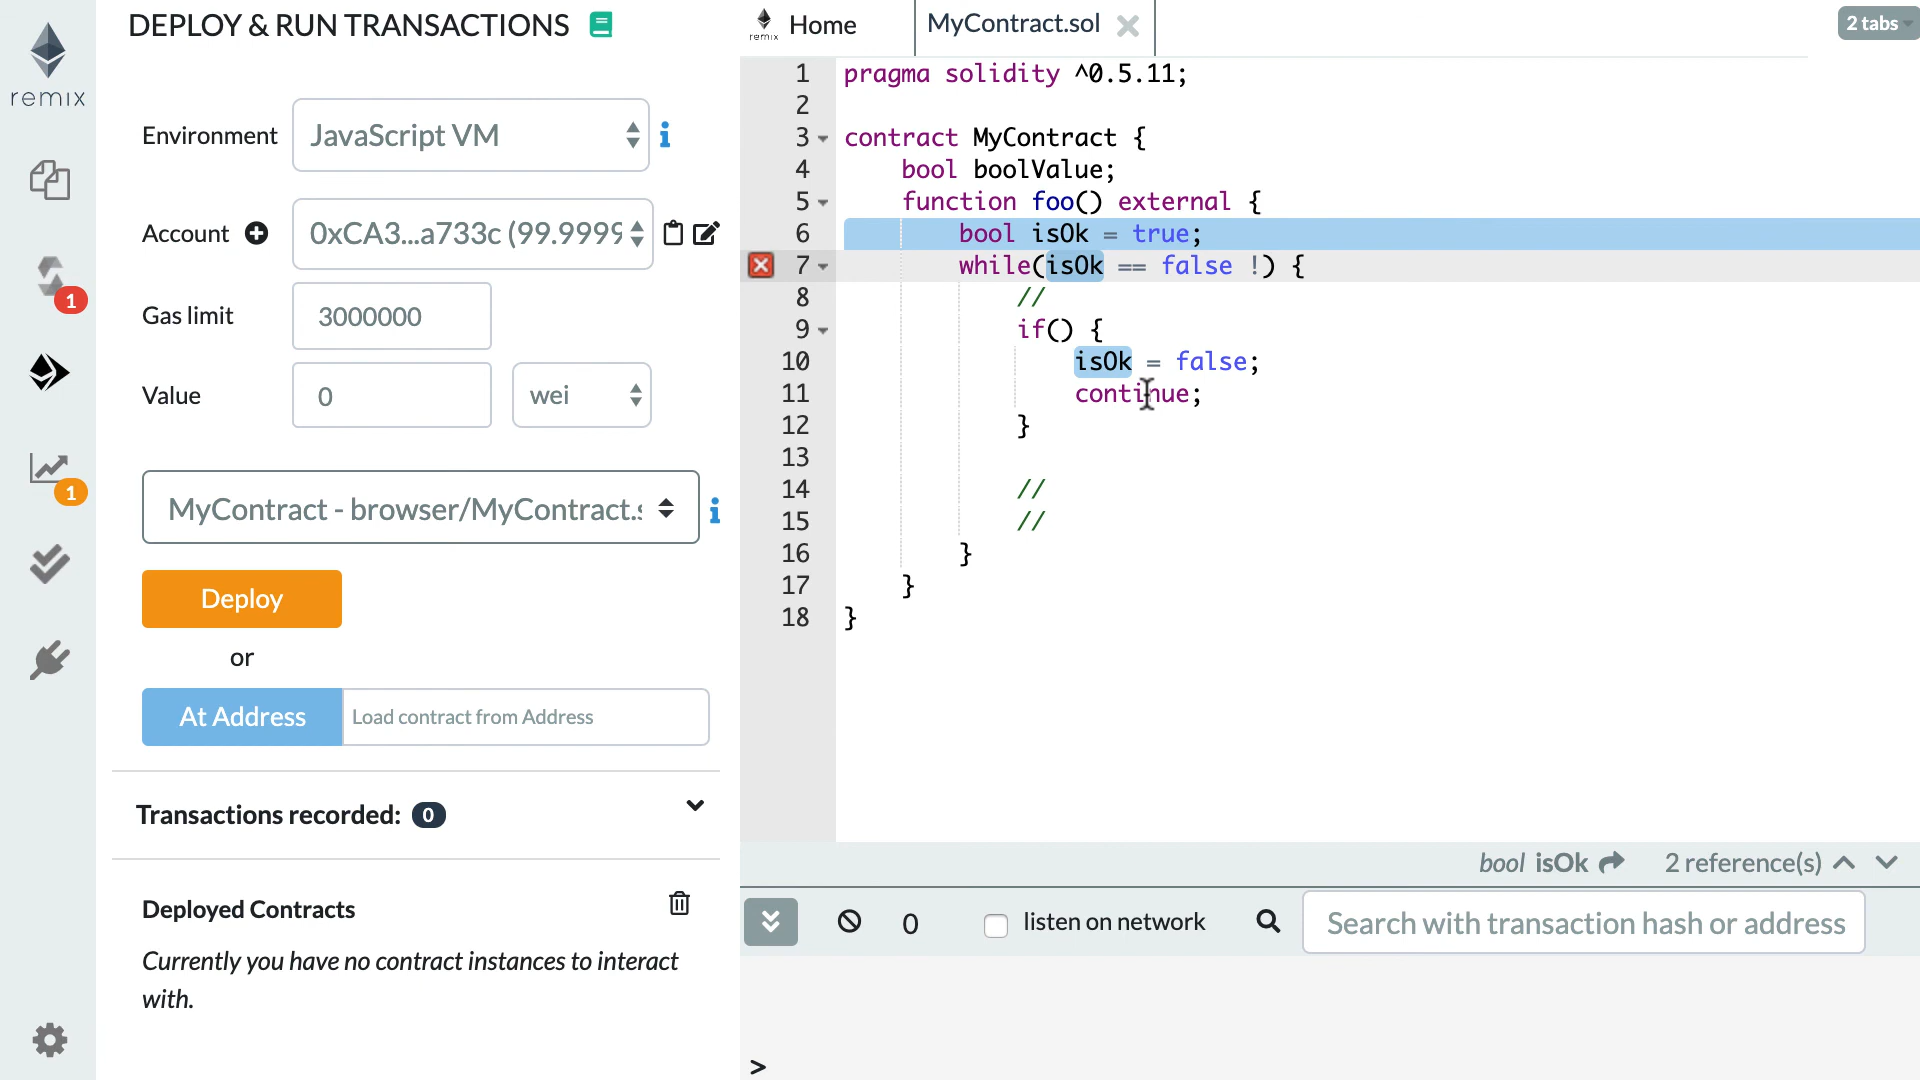 DEPLOY & RUN TRANSACTIONS
remix
Environment
JavaScript VM
Account
0xCA3...a733c (99.9999
Gas limit
3000000
Value
0
wei
1
1
MyContract - browser/MyContract.s
Deploy
or
At Address
Load contract from Address
Transactions recorded: 0
Deployed Contracts
Currently you have no contract instances to interact
with.
remix
Home
MyContract.sol
2 tabs
1 pragma solidity ^0.5.11;
2
3 contract MyContract {
4 bool boolValue;
5 function foo() external {
6 bool isOk = true;
7 while(isOk == false !) {
8 //
9 if() {
10 isOk = false;
11 continue;
12 }
13
14 //
15 //
16 }
17 }
18 }
bool isOk
2 reference(s)
0
listen on network
Search with transaction hash or address
>